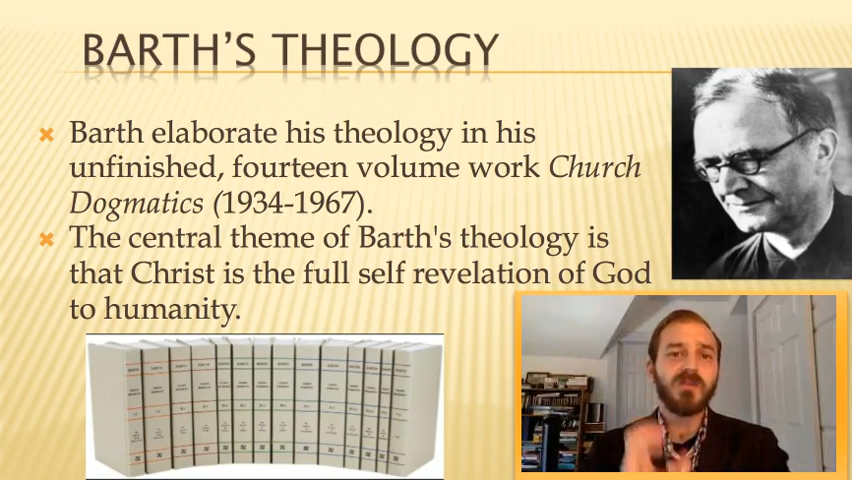 BARTH'S THEOLOGY
Barth elaborate his theology in his
unfinished, fourteen volume work Church
Dogmatics (1934-1967).
The central theme of Barth's theology is
that Christ is the full self revelation of God
to humanity.